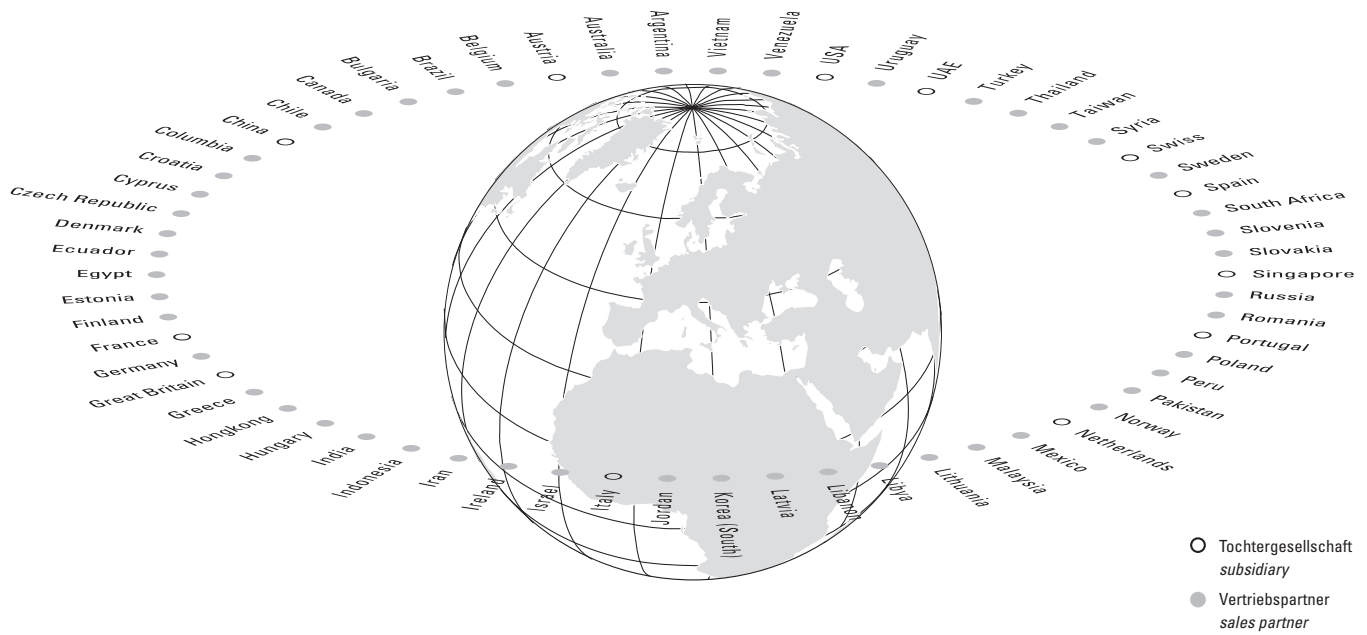 Argentina
Australia
Austria
Belgium
Brazil
Bulgaria
Canada
Chile
China
Columbia
Croatia
Cyprus
Czech Republic
Denmark
Ecuador
Egypt
Estonia
Finland
France
Germany
Great Britain
Greece
Hongkong
Hungary
India
Indonesia
Iran
Ireland
Israel
Italy
Jordan
Korea (South)
Latvia
Libanon
Libya
Lithuania
Malaysia
Mexico
Netherlands
Norway
Pakistan
Peru
Poland
Portugal
Romania
Russia
Singapore
Slovakia
Slovenia
South Africa
Spain
Sweden
Swiss
Syria
Taiwan
Thailand
Turkey
UAE
Uruguay
USA
Venezuela
Vietnam
Tochtergesellschaft
subsidiary
Vertriebspartner
sales partner